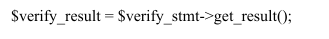 $verify_result = $verify_stmt->get_result();